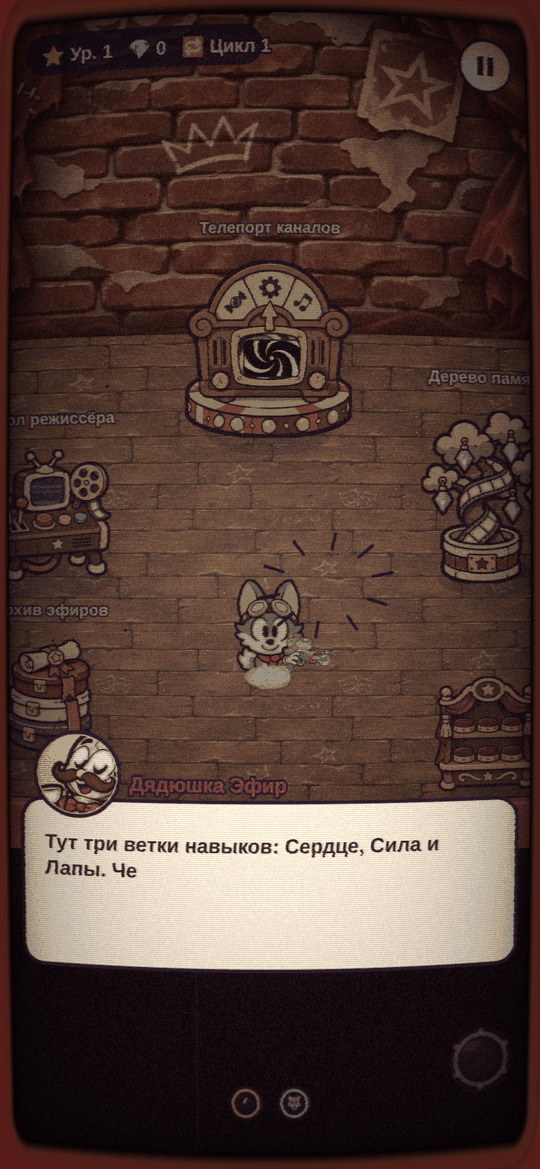 Ур. 1 0 Цикл 1
Телепорт каналов
Дерево памя
ол режиссёра
хив эфиров
Дядюшка Эфир
Тут три ветки навыков: Сердце, Сила и
Лапы. Че